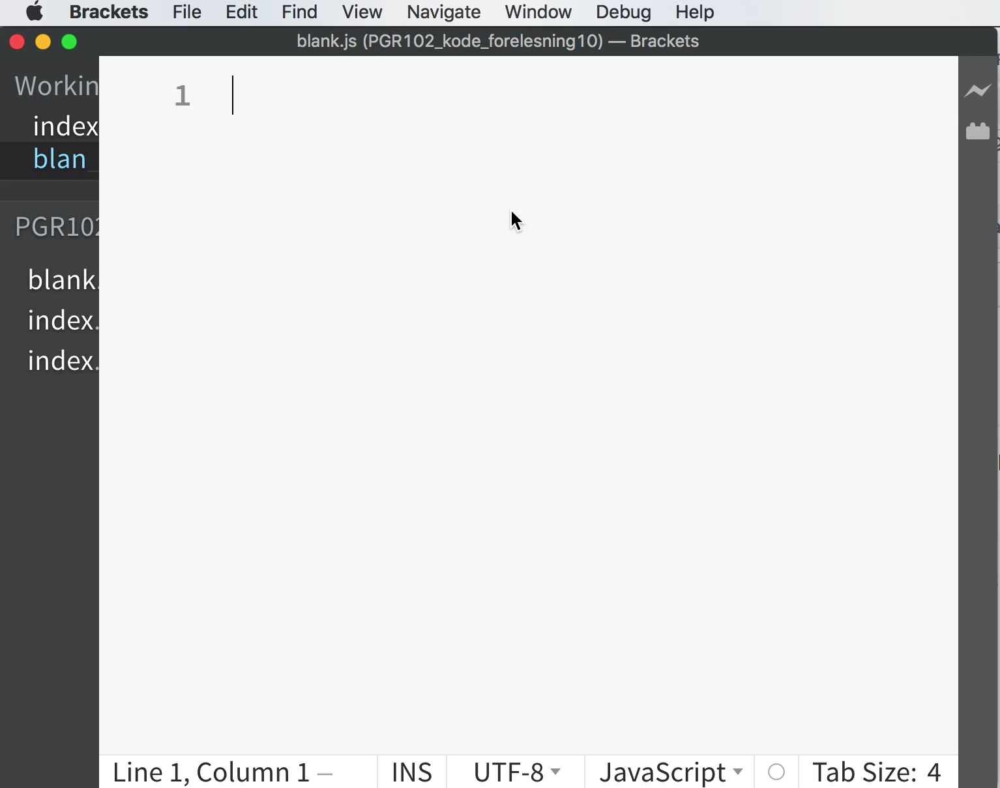 Brackets File Edit Find View Navigate Window Debug Help
blank.js (PGR102_kode_forelesning10) — Brackets
Workin
index
blan
PGR102
blank.
index.
index.
1
Line 1, Column 1 –
INS
UTF-8
JavaScript
Tab Size: 4